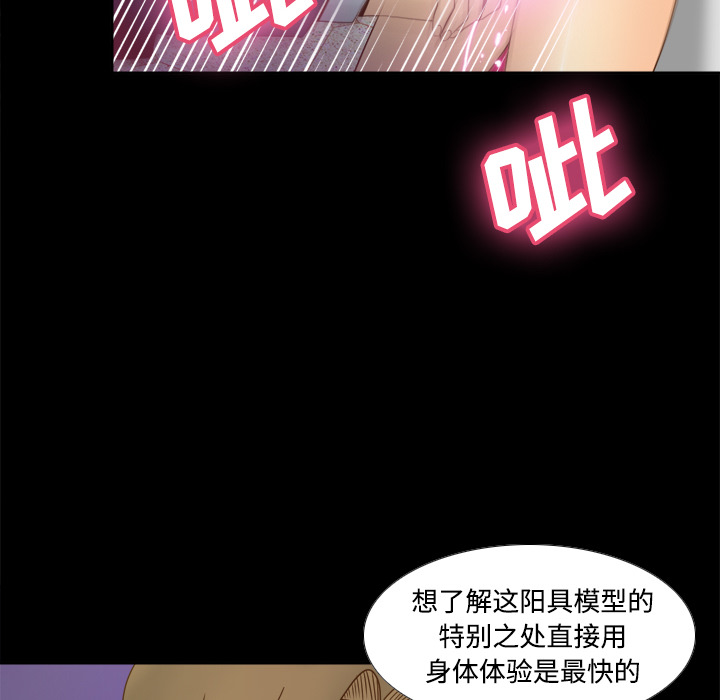 呲
呲
想了解这阳具模型的
特别之处直接用
身体体验是最快的